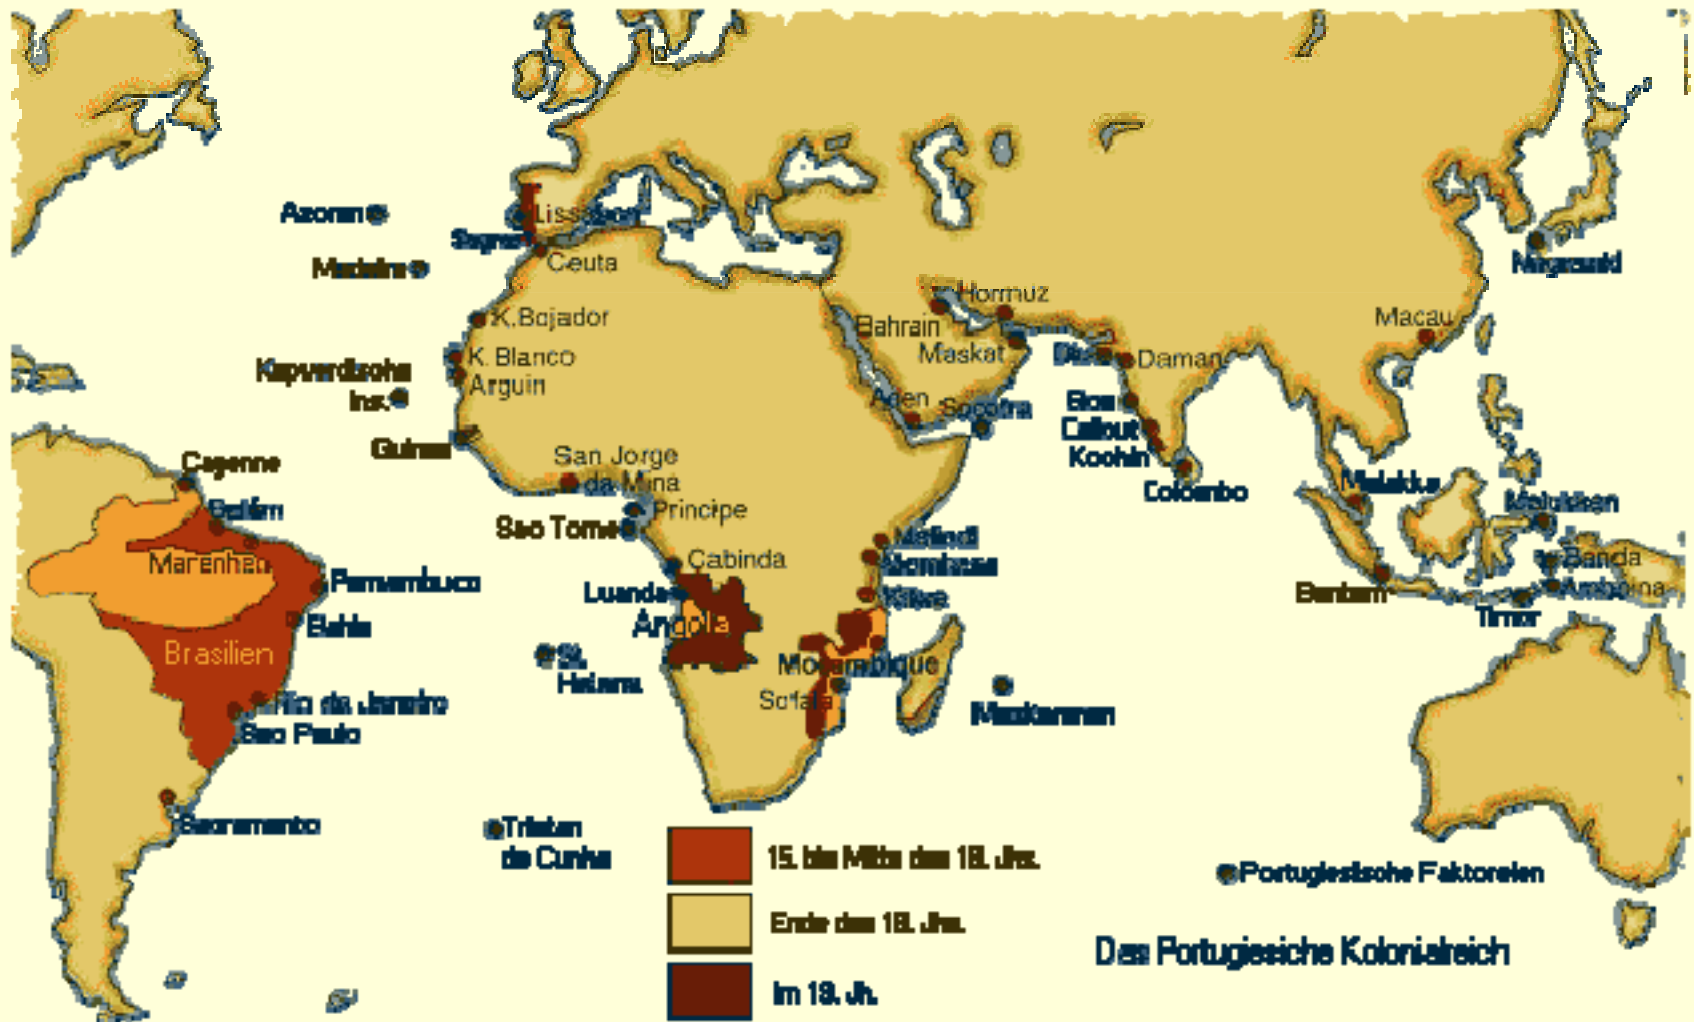 Azoren
Lissabon
Sagres
Ceuta
Madeira
K.Bojador
K. Blanco
Arguin
Kapverdische
Ins.
Guinea
San Jorge
da Mina
Principe
Sao Tome
Cabinda
Luanda
Angola
St.
Helena
Tristan
da Cunha
Cayenne
Belém
Pernambuco
Bahia
Brasilien
Rio de Janeiro
Sao Paulo
Sacramento
Hormuz
Bahrain
Maskat
Aden
Socotra
Diu
Daman
Goa
Calicut
Kochin
Colombo
Macau
Nagasaki
Malakka
Molukken
Banda
Amboina
Timor
Bantam
Malindi
Mombasa
Kilwa
Mocambique
Sofala
Maskarenen
15. bis Mitte des 18. Jhs.
Ende des 18. Jhs.
Im 19. Jh.
Portugiesische Faktoreien
Das Portugiesiche Kolonialreich